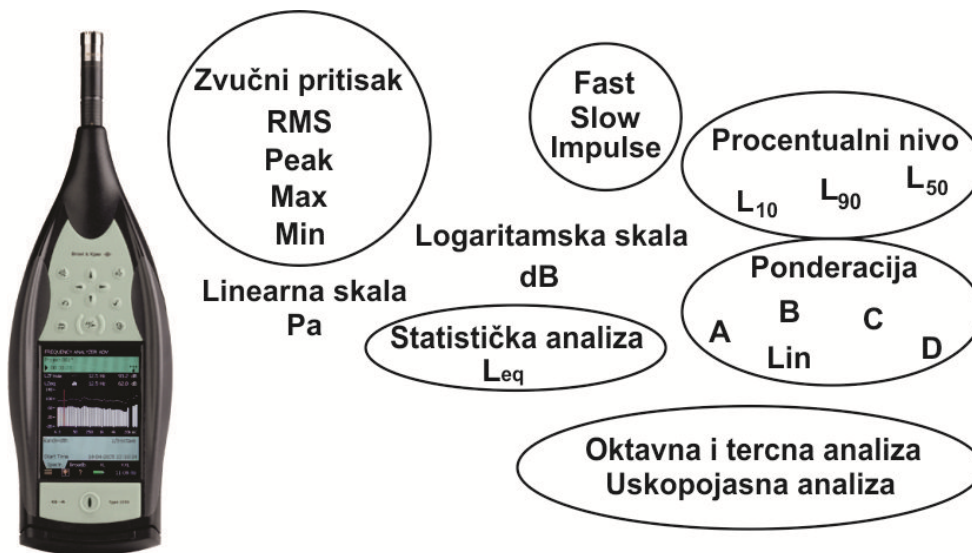 Zvučni pritisak
RMS
Peak
Max
Min
Linearna skala
Pa
Fast
Slow
Impulse
Logaritamska skala
dB
Statistička analiza
Leq
Procentualni nivo
L10 L90 L50
Ponderacija
A B C D
Lin
Oktavna i tercna analiza
Uskopojasna analiza